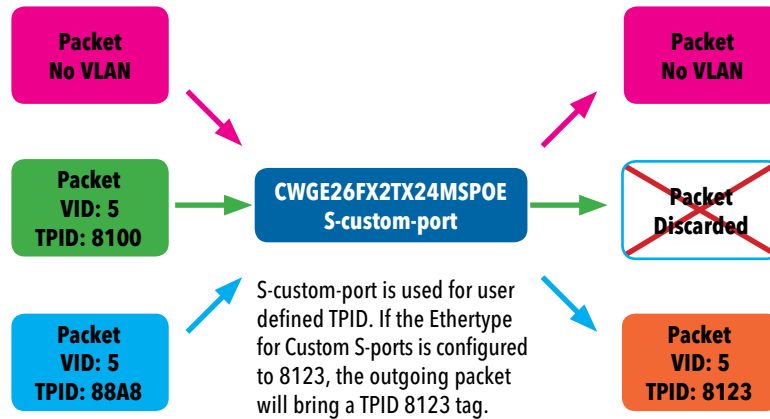 Packet
No VLAN
Packet
No VLAN
Packet
VID: 5
TPID: 8100
CWGE26FX2TX24MSPOE
S-custom-port
Packet
Discarded
Packet
VID: 5
TPID: 88A8
S-custom-port is used for user
defined TPID. If the Ethertype
for Custom S-ports is configured
to 8123, the outgoing packet
will bring a TPID 8123 tag.
Packet
VID: 5
TPID: 8123